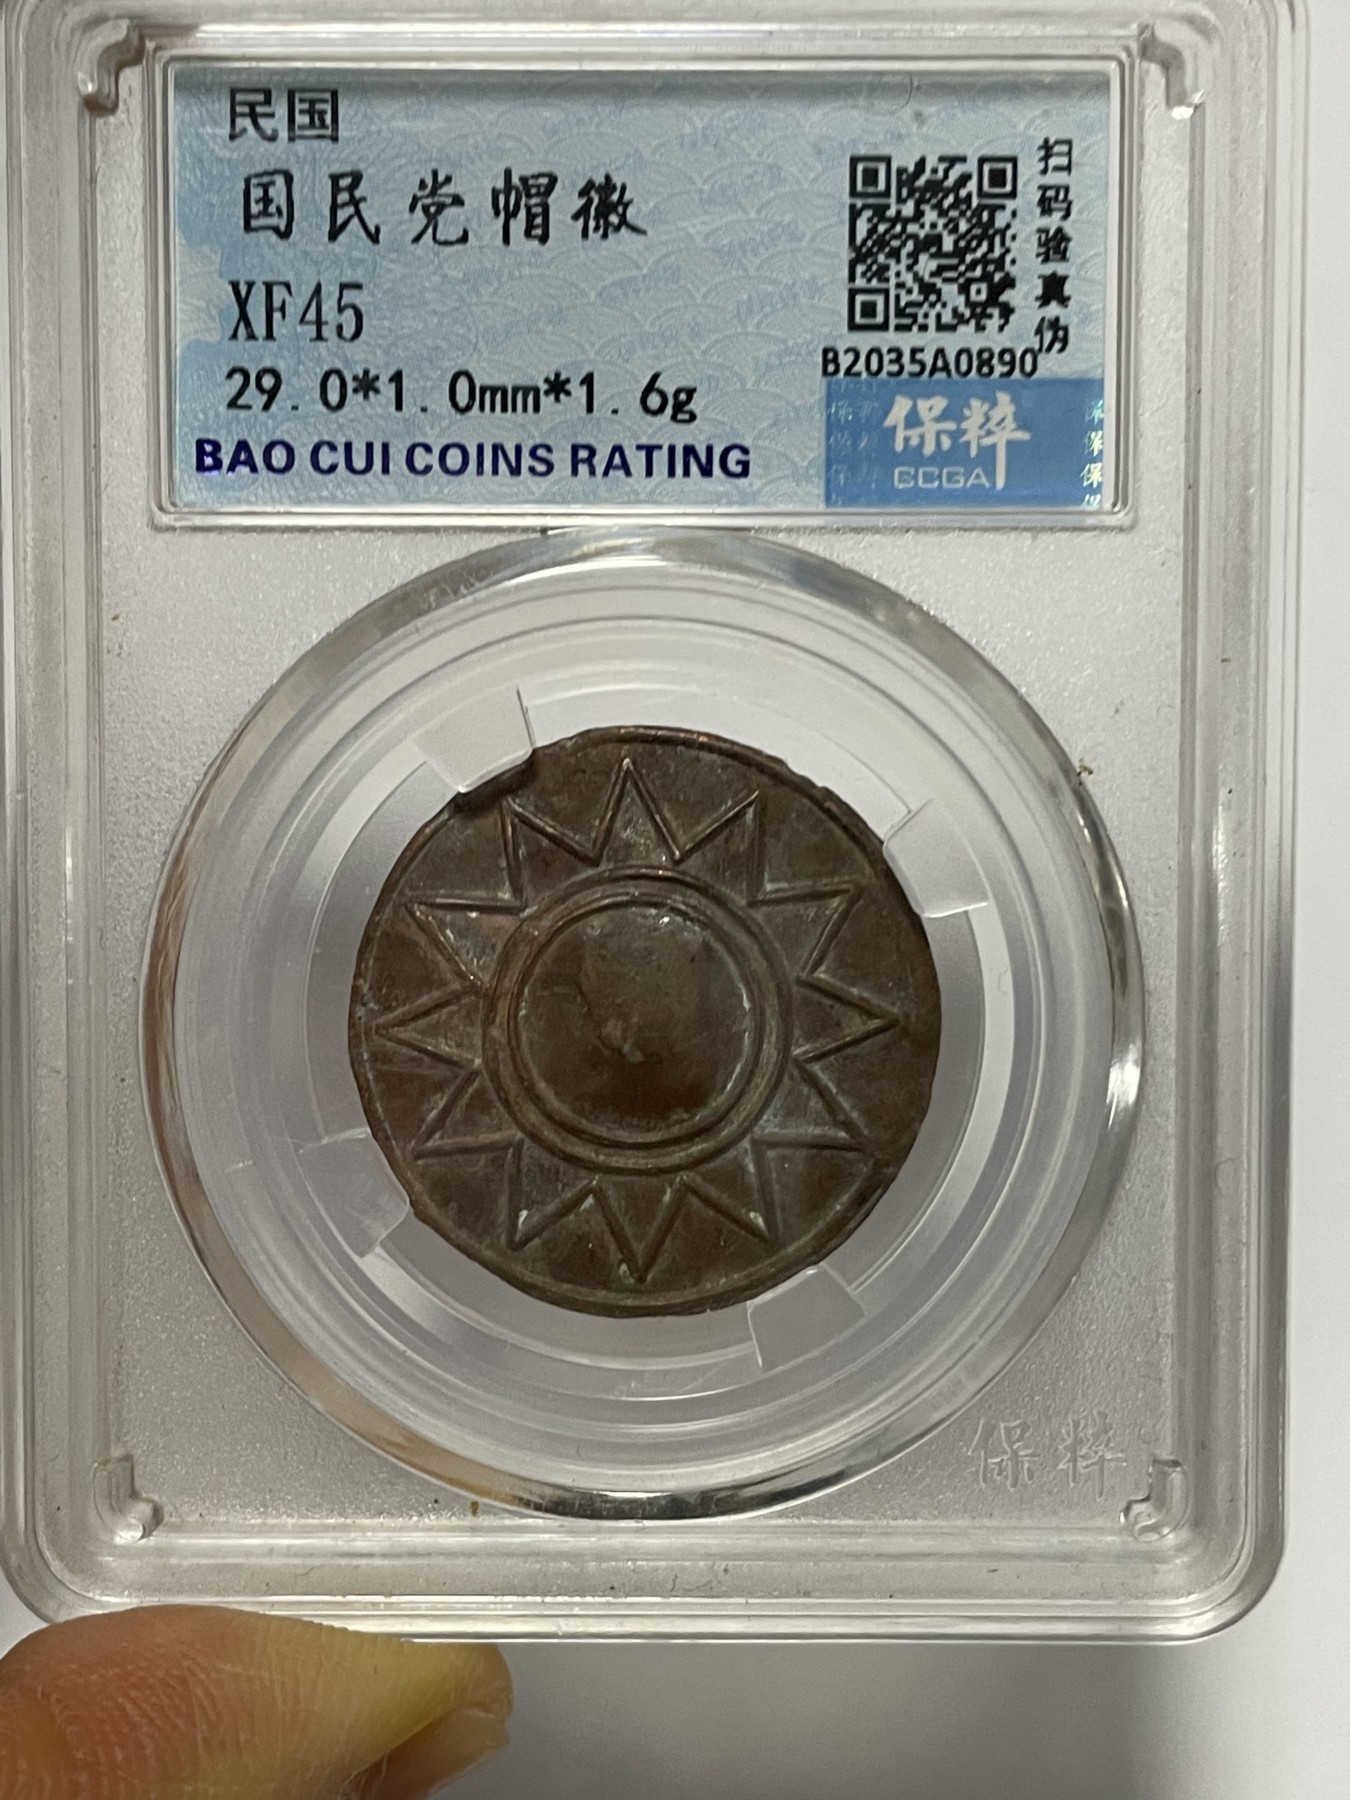 民国
国民党帽徽
XF45
29.0*1.0mm*1.6g
BAO CUI COINS RATING
扫码验真伪
B2035A0890
保粹
CCGA
保粹